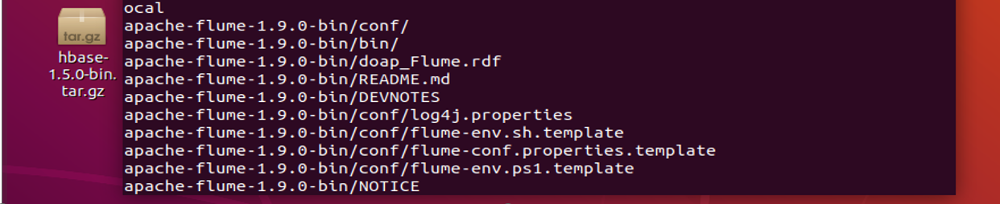 tar.gz
hbase-
1.5.0-bin.
tar.gz
ocal
apache-flume-1.9.0-bin/conf/
apache-flume-1.9.0-bin/bin/
apache-flume-1.9.0-bin/doap_Flume.rdf
apache-flume-1.9.0-bin/README.md
apache-flume-1.9.0-bin/DEVNOTES
apache-flume-1.9.0-bin/conf/log4j.properties
apache-flume-1.9.0-bin/conf/flume-env.sh.template
apache-flume-1.9.0-bin/conf/flume-conf.properties.template
apache-flume-1.9.0-bin/conf/flume-env.ps1.template
apache-flume-1.9.0-bin/NOTICE